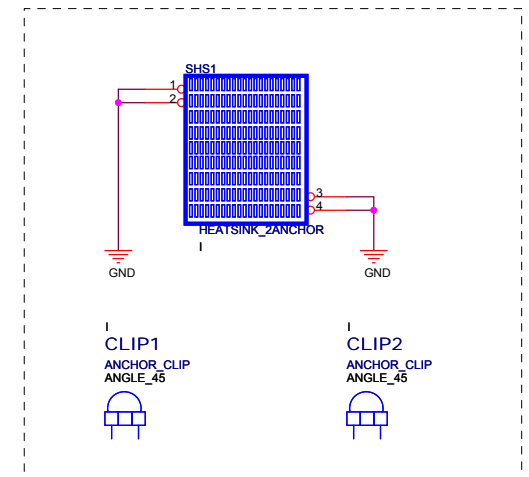 SHS1
1
2
3
4
HEATSINK_2ANCHOR
I
GND
GND
I
CLIP1
ANCHOR_CLIP
ANGLE_45
I
CLIP2
ANCHOR_CLIP
ANGLE_45